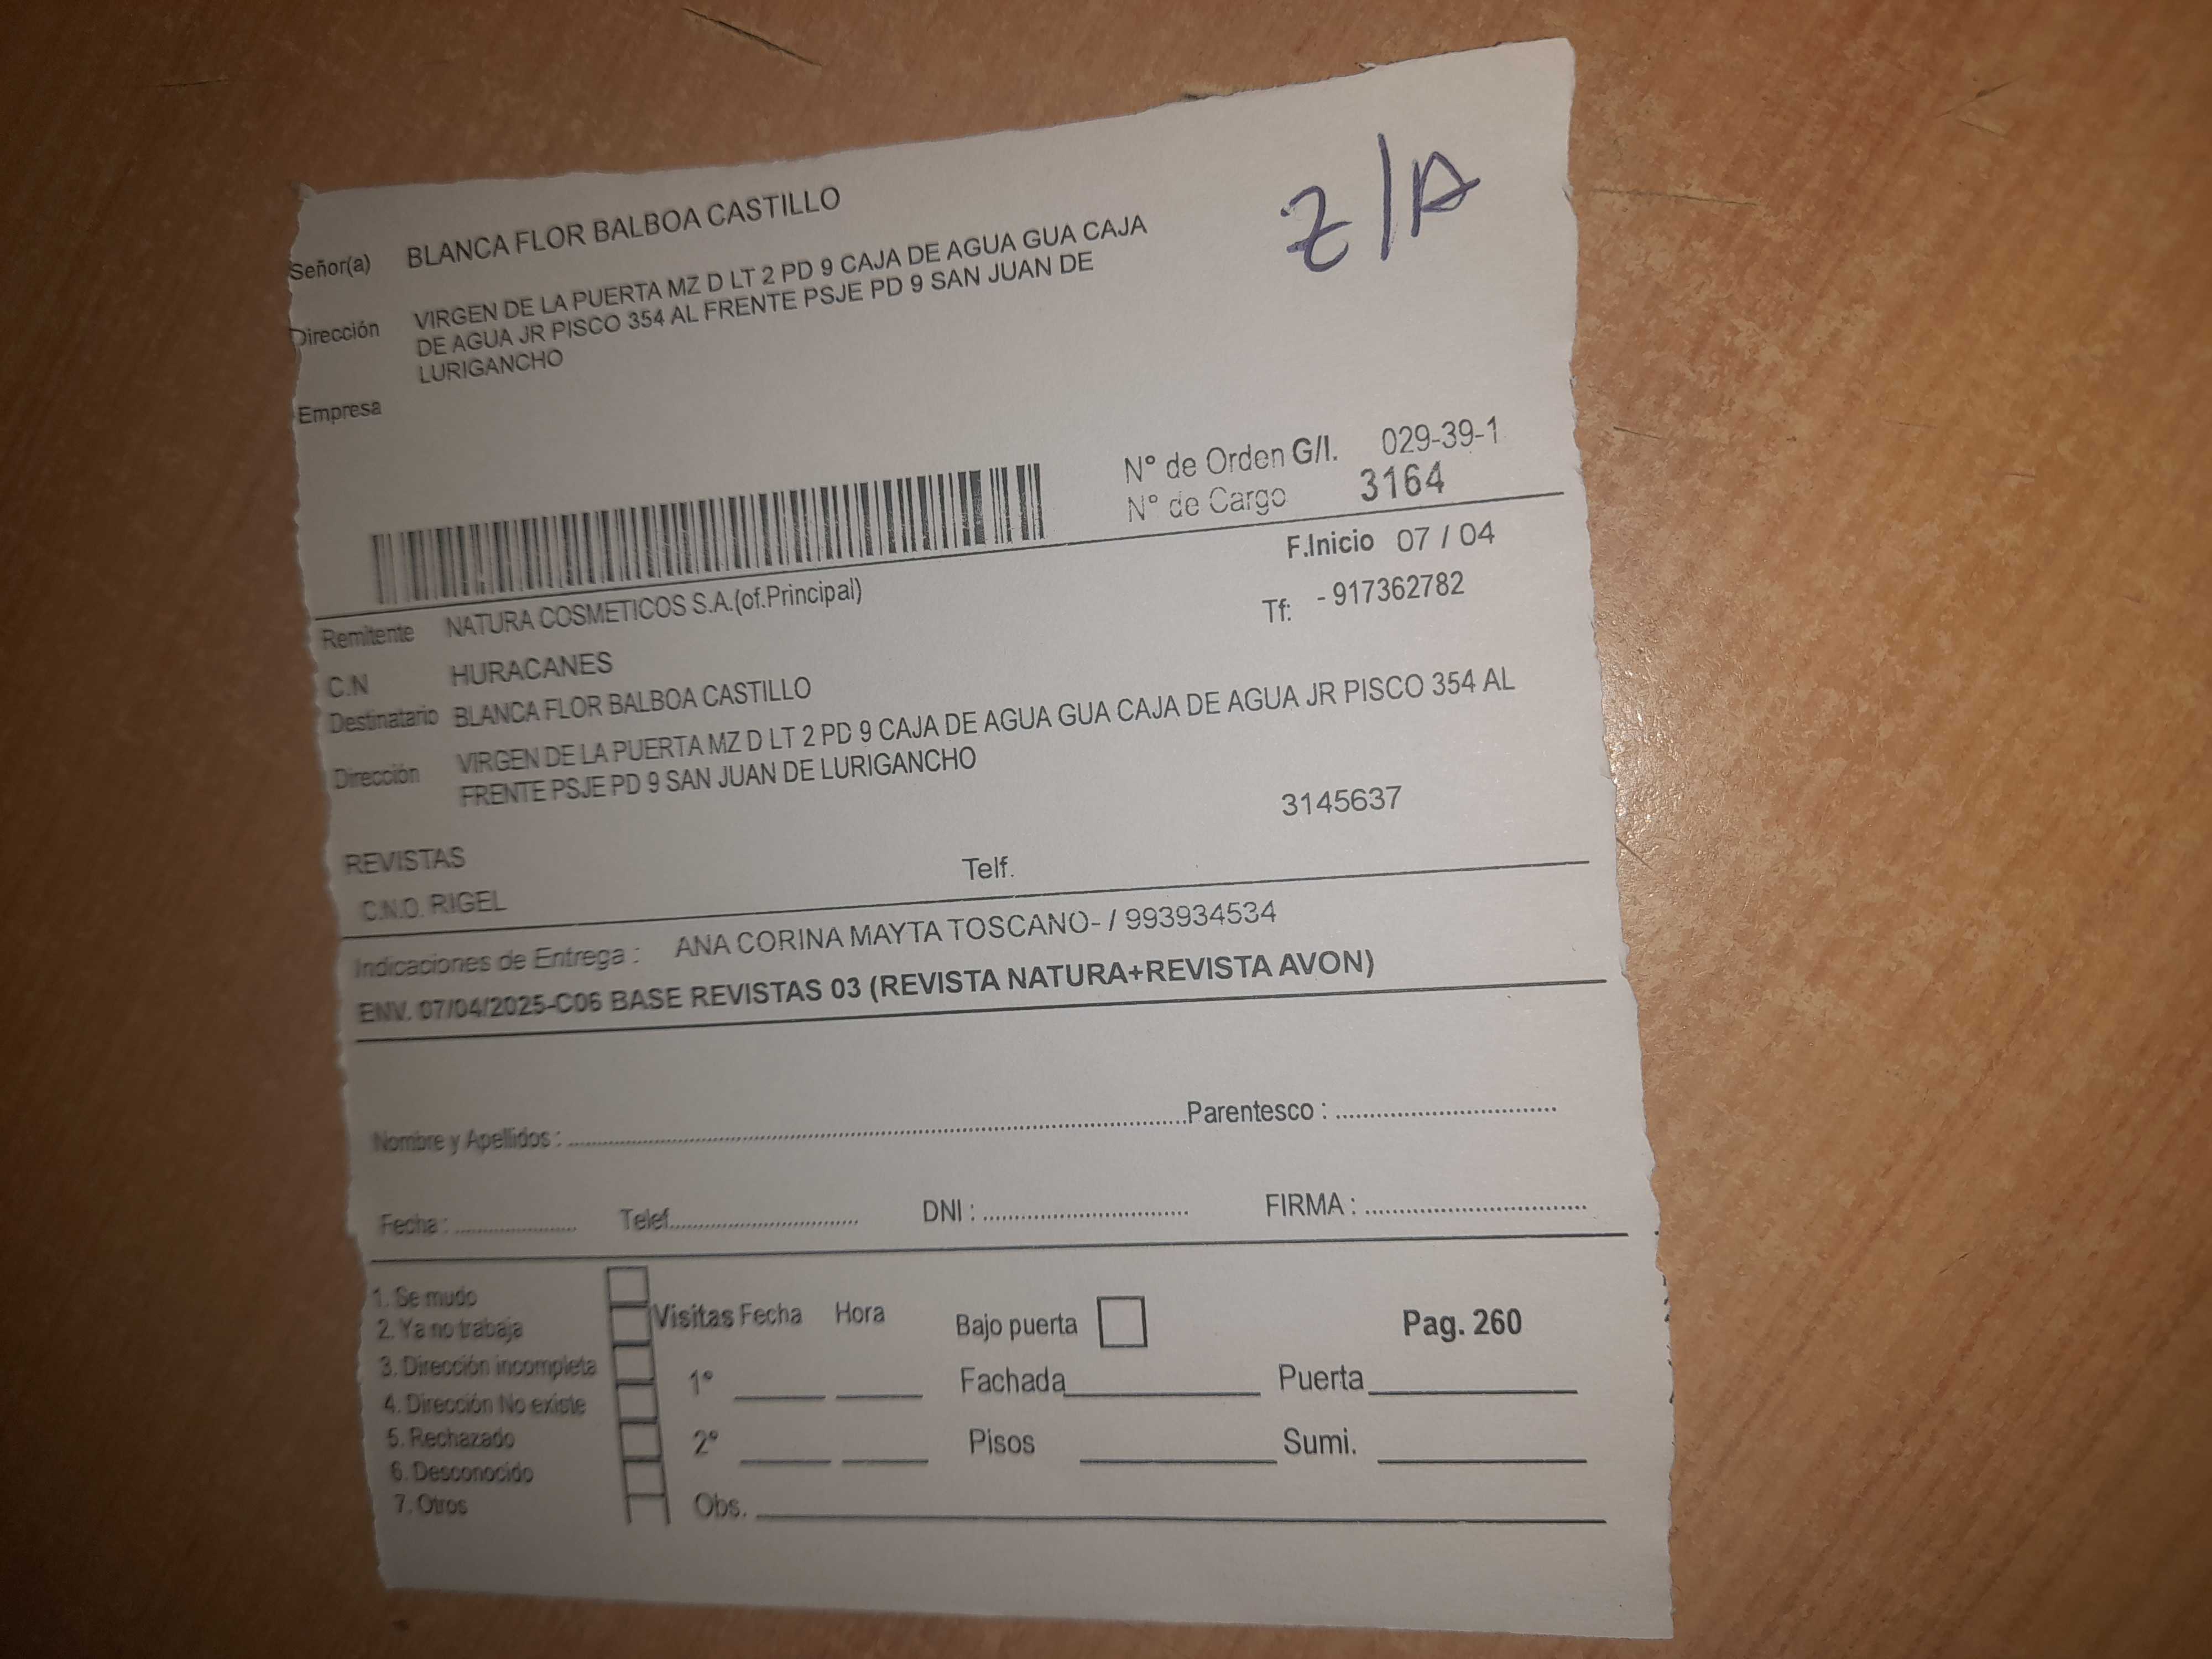 Z/A
Señor(a) BLANCA FLOR BALBOA CASTILLO
Dirección VIRGEN DE LA PUERTA MZ D LT 2 PD 9 CAJA DE AGUA GUA CAJA
DE AGUA JR PISCO 354 AL FRENTE PSJE PD 9 SAN JUAN DE
LURIGANCHO
Empresa
N° de Orden G/I. 029-39-1
N° de Cargo 3164
F.Inicio 07 / 04
Remitente NATURA COSMETICOS S.A.(of.Principal) Tf: - 917362782
C.N HURACANES
Destinatario BLANCA FLOR BALBOA CASTILLO
Dirección VIRGEN DE LA PUERTA MZ D LT 2 PD 9 CAJA DE AGUA GUA CAJA DE AGUA JR PISCO 354 AL
FRENTE PSJE PD 9 SAN JUAN DE LURIGANCHO
3145637
REVISTAS Telf.
C.N.O. RIGEL
Indicaciones de Entrega : ANA CORINA MAYTA TOSCANO- / 993934534
ENV. 07/04/2025-C06 BASE REVISTAS 03 (REVISTA NATURA+REVISTA AVON)
Nombre y Apellidos : Parentesco :
Fecha : Telef. DNI : FIRMA :
1. Se mudo
2. Ya no trabaja Visitas Fecha Hora Bajo puerta Pag. 260
3. Dirección incompleta 1° Fachada Puerta
4. Dirección No existe
5. Rechazado 2° Pisos Sumi.
6. Desconocido
7. Otros Obs.